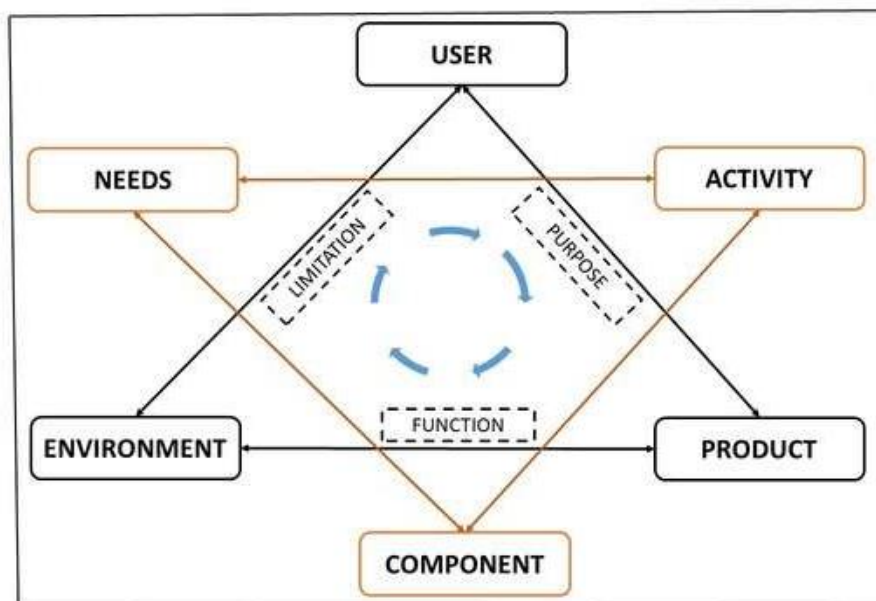 USER
NEEDS
ACTIVITY
LIMITATION
PURPOSE
FUNCTION
ENVIRONMENT
PRODUCT
COMPONENT